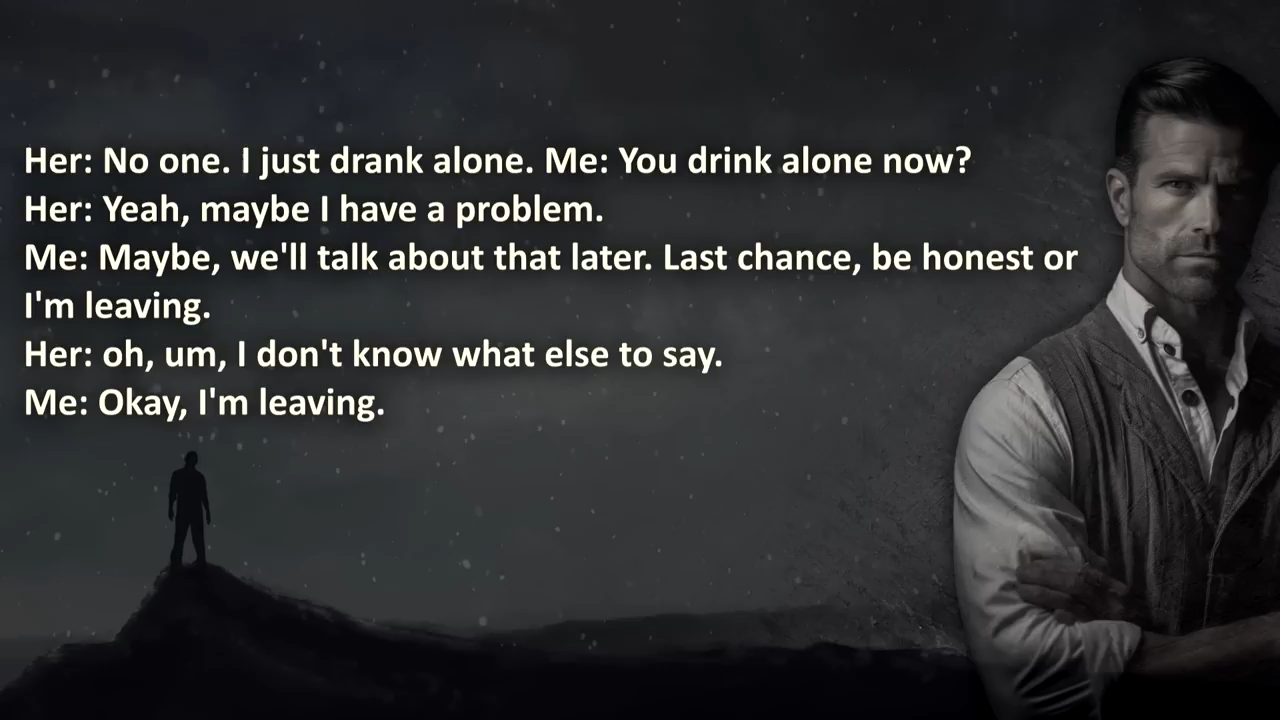 Her: No one. I just drank alone. Me: You drink alone now?
Her: Yeah, maybe I have a problem.
Me: Maybe, we'll talk about that later. Last chance, be honest or
I'm leaving.
Her: oh, um, I don't know what else to say.
Me: Okay, I'm leaving.